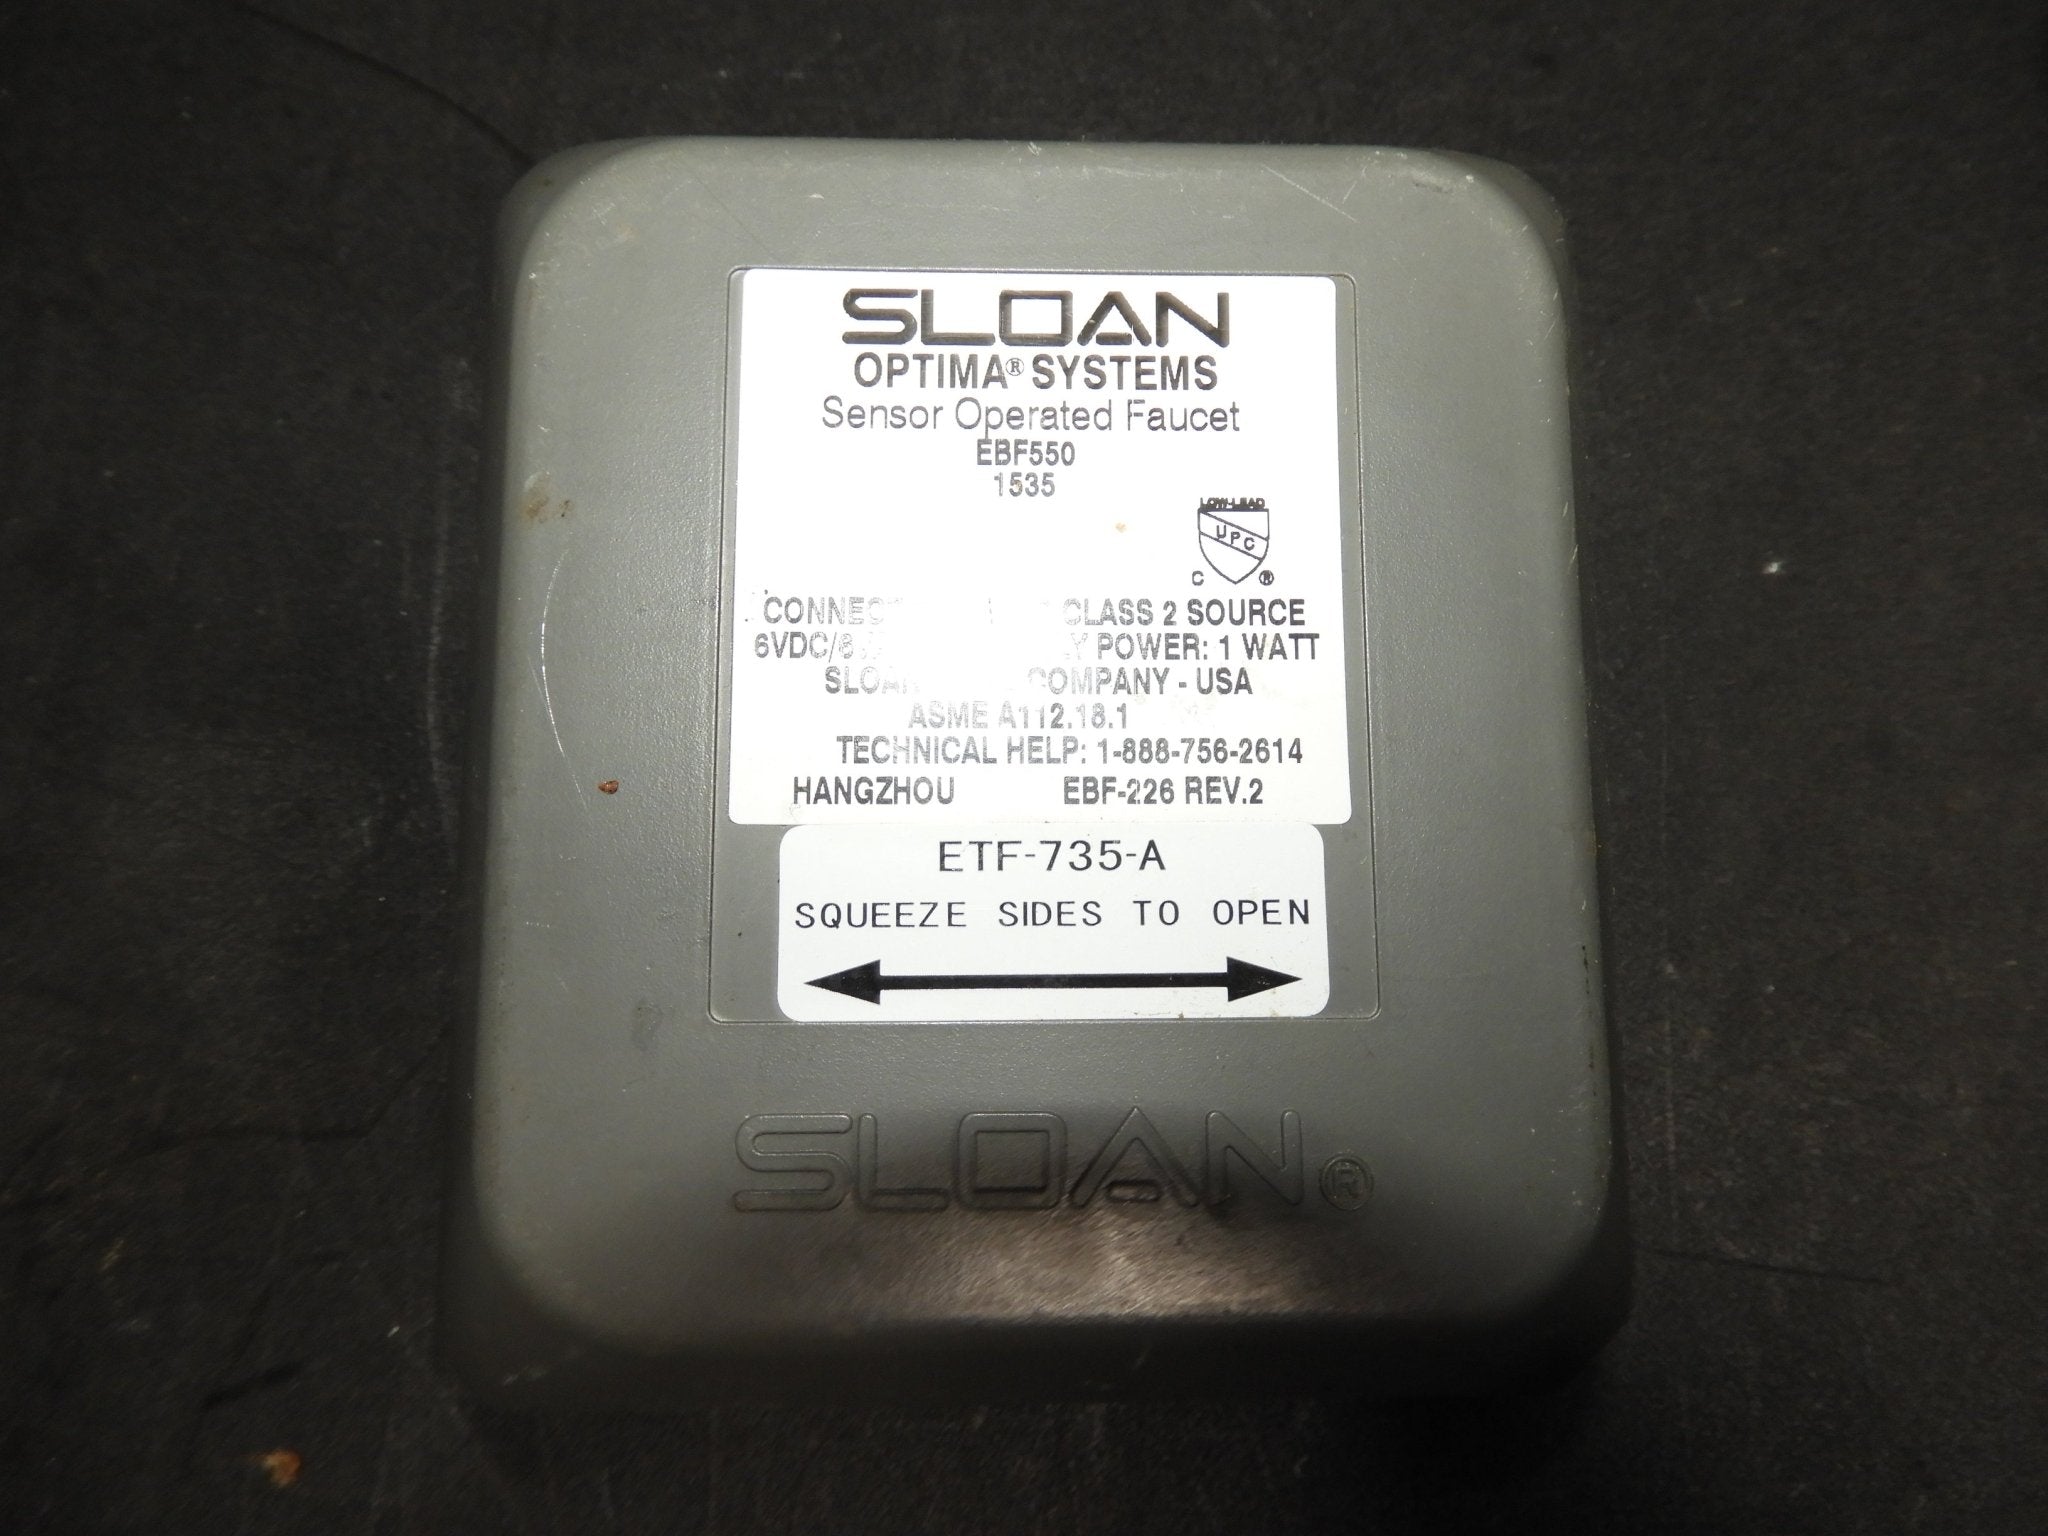 SLOAN
OPTIMA® SYSTEMS
Sensor Operated Faucet
EBF550
1535
LOW-LEAD
UPC
C ®
CLASS 2 SOURCE
POWER: 1 WATT
SLOAN COMPANY - USA
ASME A112.18.1
TECHNICAL HELP: 1-888-756-2614
HANGZHOU EBF-226 REV.2
ETF-735-A
SQUEEZE SIDES TO OPEN
SLOAN®